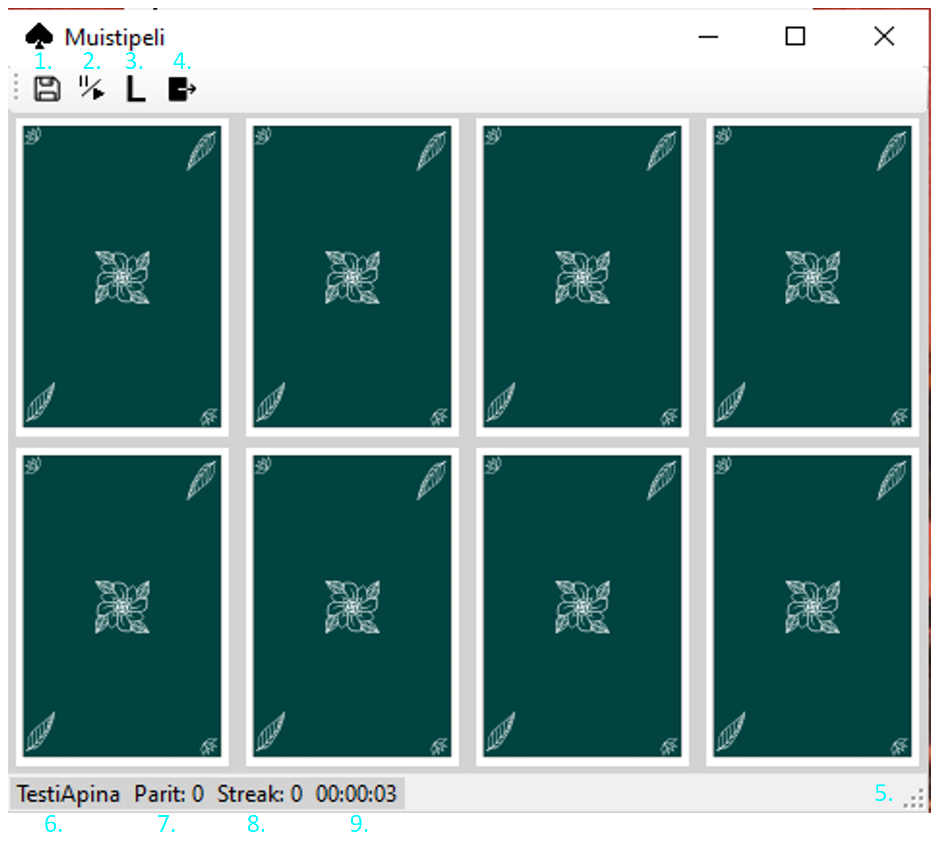 Muistipeli
1. 2. 3. 4.
L
TestiApina Parit: 0 Streak: 0 00:00:03
5.
6. 7. 8. 9.